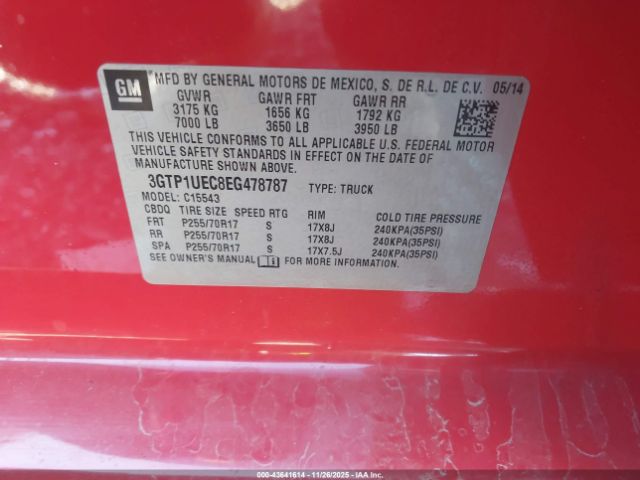 GM
MFD BY GENERAL MOTORS DE MEXICO, S. DE R.L. DE C.V. 05/14
GVWR GAWR FRT GAWR RR
3175 KG 1656 KG 1792 KG
7000 LB 3650 LB 3950 LB
THIS VEHICLE CONFORMS TO ALL APPLICABLE U.S. FEDERAL MOTOR
VEHICLE SAFETY STANDARDS IN EFFECT ON THE DATE OF
MANUFACTURE SHOWN ABOVE.
3GTP1UEC8EG478787 TYPE: TRUCK
MODEL: C15543
CBDQ TIRE SIZE SPEED RTG RIM COLD TIRE PRESSURE
FRT P255/70R17 S 17X8J 240KPA(35PSI)
RR P255/70R17 S 17X8J 240KPA(35PSI)
SPA P255/70R17 S 17X7.5J 240KPA(35PSI)
SEE OWNER'S MANUAL FOR MORE INFORMATION.
00-43641614 - 11/26/2025 - Copyright IAA, LLC.